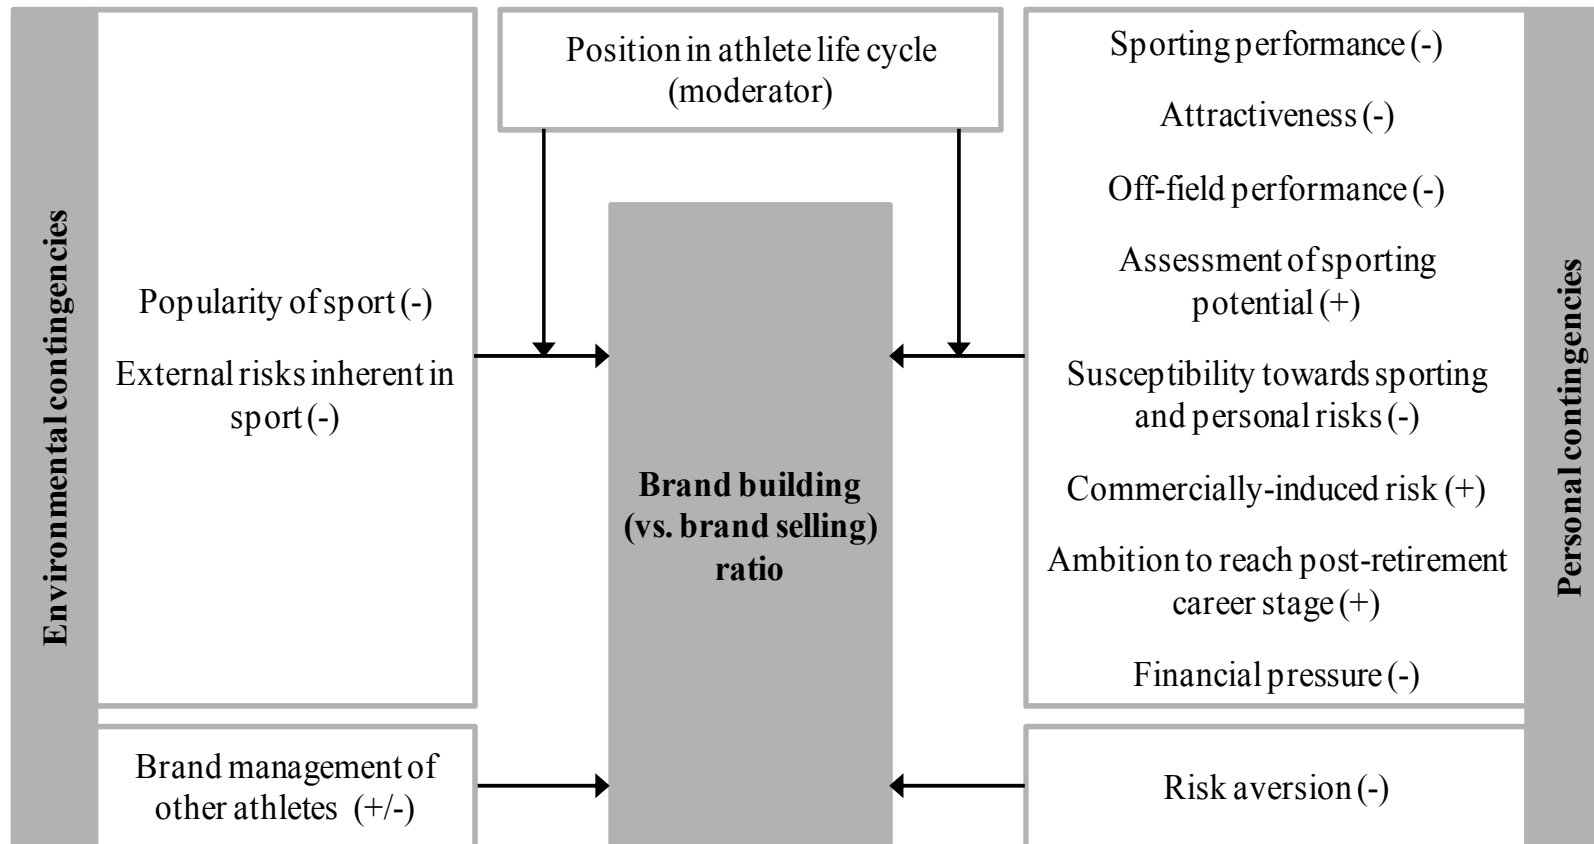 Environmental contingencies
Popularity of sport (-)
External risks inherent in
sport (-)
Brand management of
other athletes (+/-)
Position in athlete life cycle
(moderator)
Brand building
(vs. brand selling)
ratio
Sporting performance (-)
Attractiveness (-)
Off-field performance (-)
Assessment of sporting
potential (+)
Susceptibility towards sporting
and personal risks (-)
Commercially-induced risk (+)
Ambition to reach post-retirement
career stage (+)
Financial pressure (-)
Risk aversion (-)
Personal contingencies